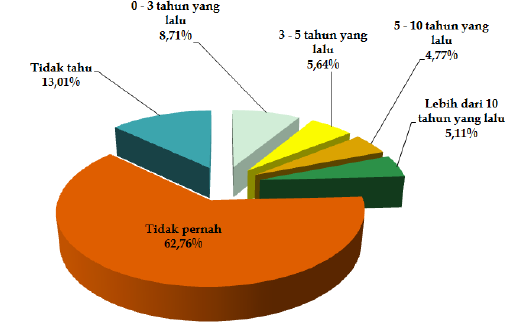 0 - 3 tahun yang
lalu
8,71%
3 - 5 tahun yang
lalu
5,64%
5 - 10 tahun yang
lalu
4,77%
Lebih dari 10
tahun yang lalu
5,11%
Tidak pernah
62,76%
Tidak tahu
13,01%